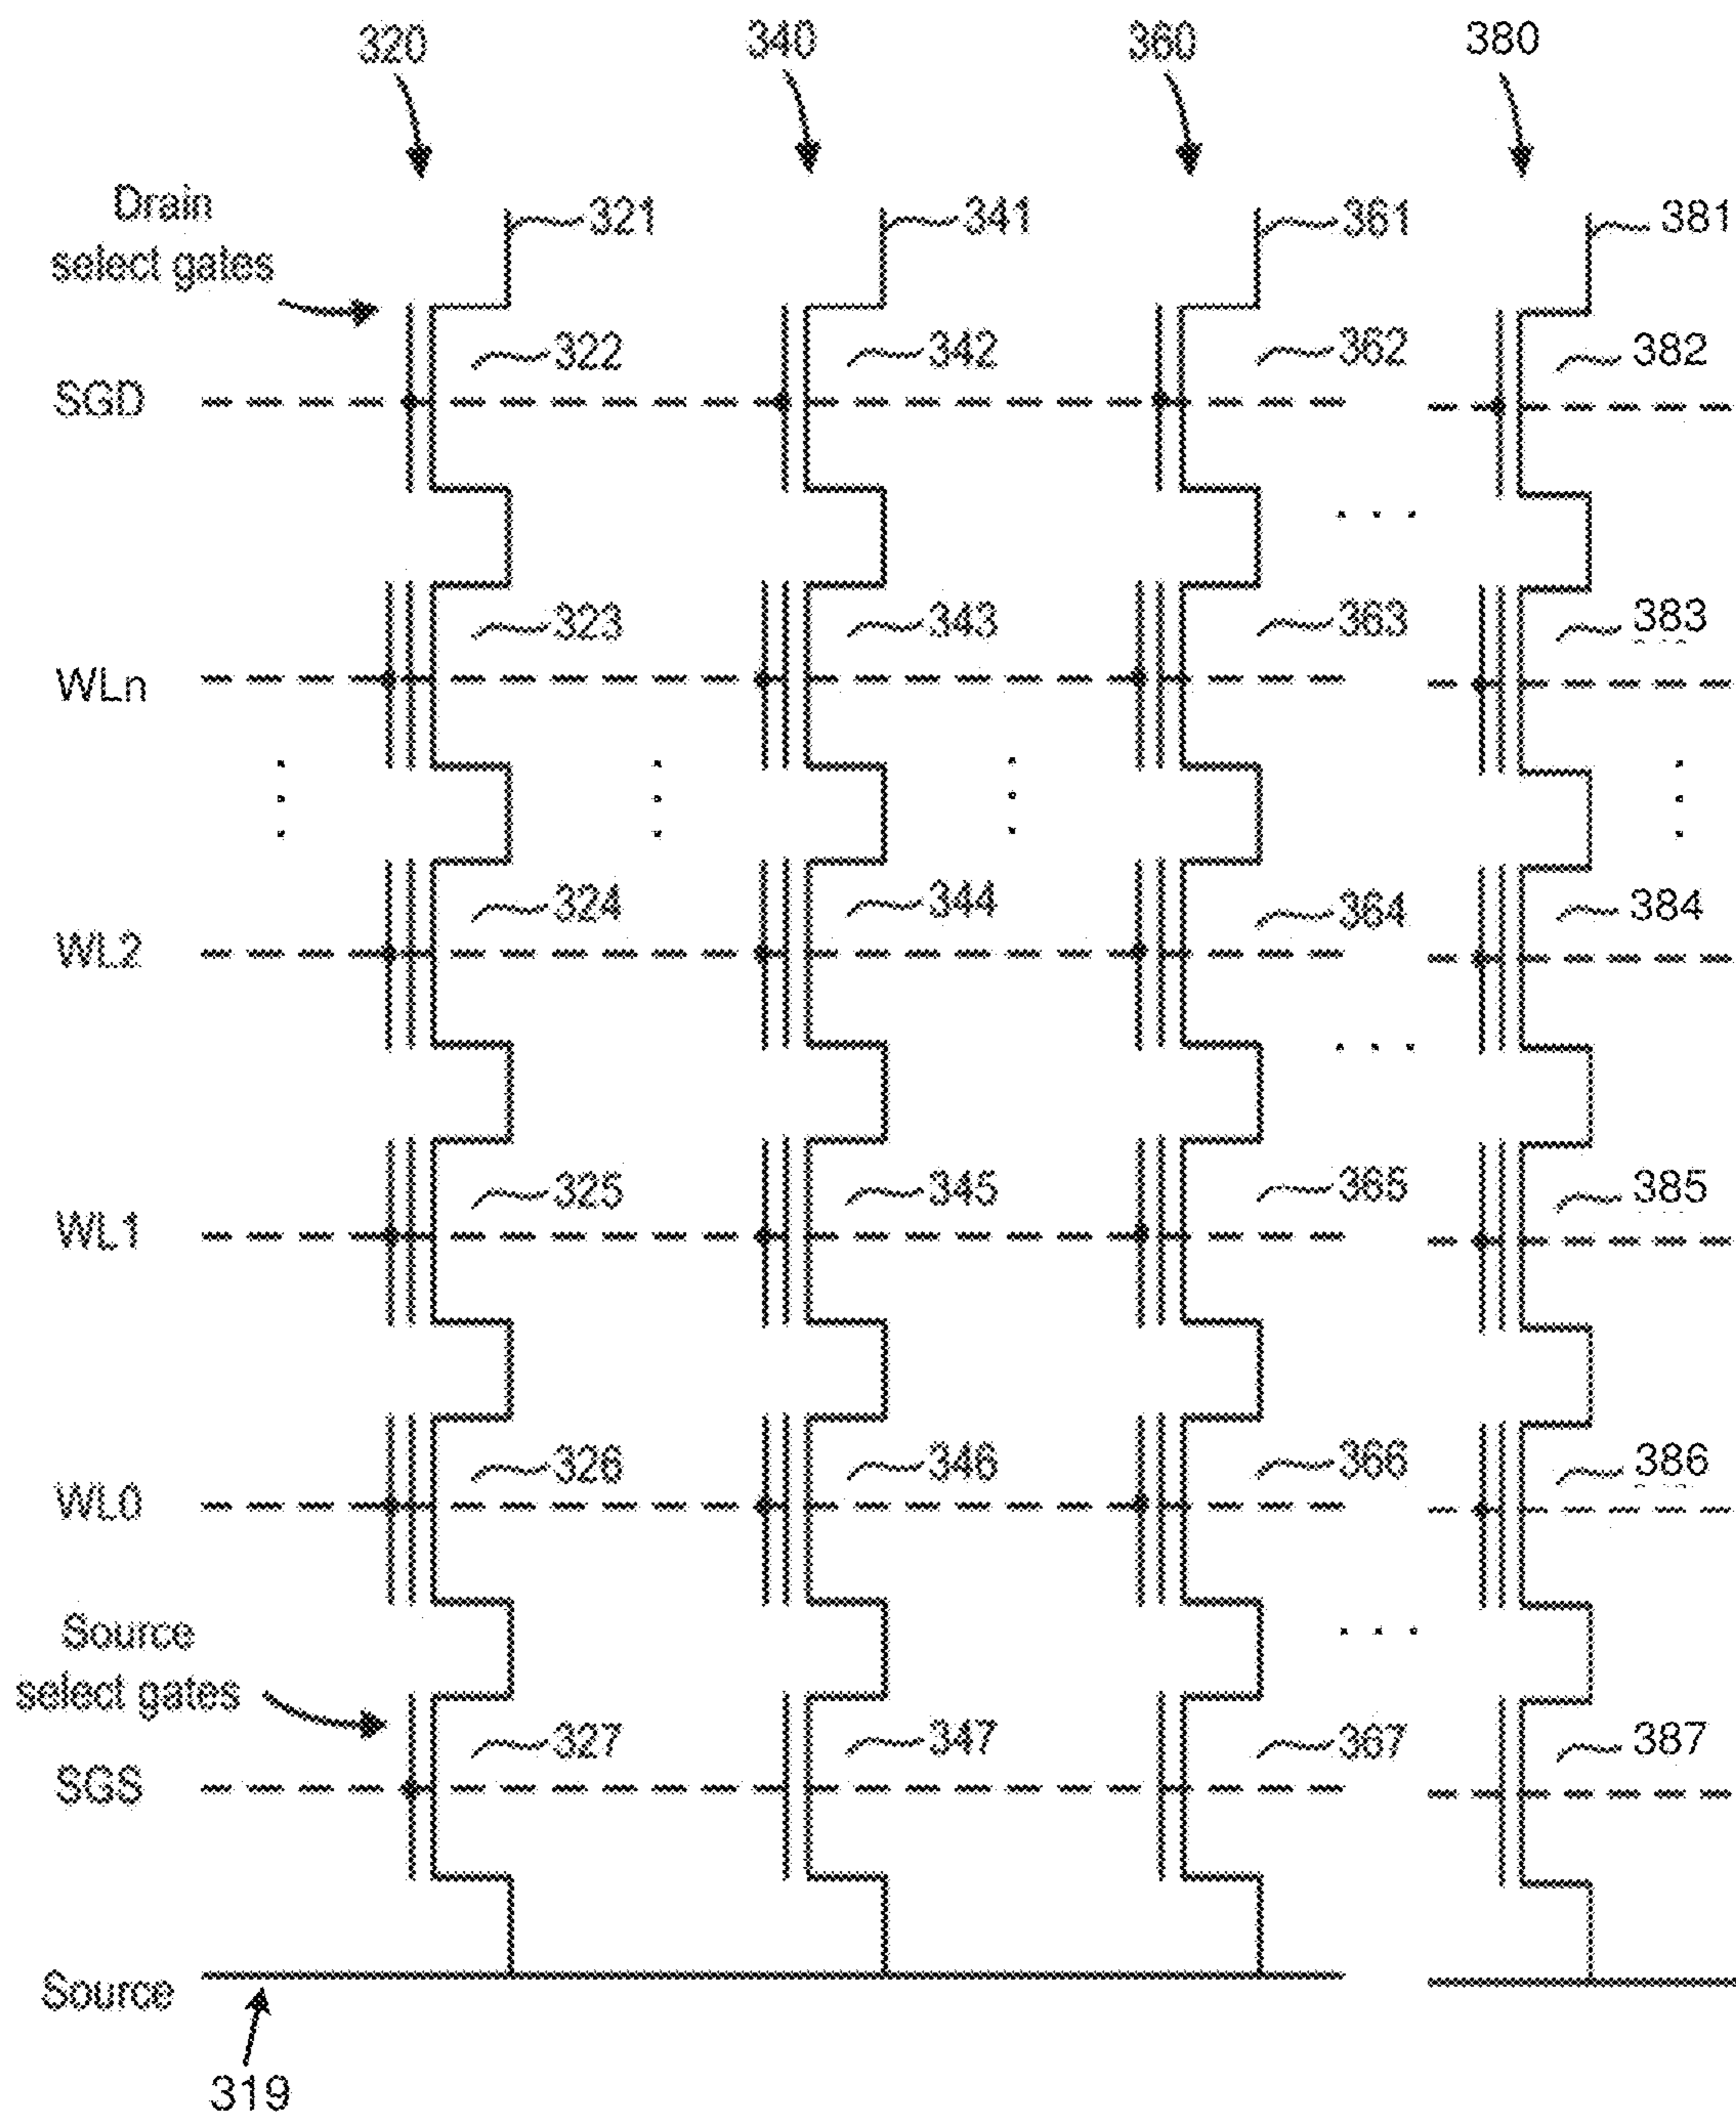 320 340 360 380
Drain
select gates
321 341 361 381
SGD 322 342 362 382
WLn 323 343 363 383
WL2 324 344 364 384
WL1 325 345 365 385
WL0 326 346 366 386
Source
select gates
SGS 327 347 367 387
Source
319